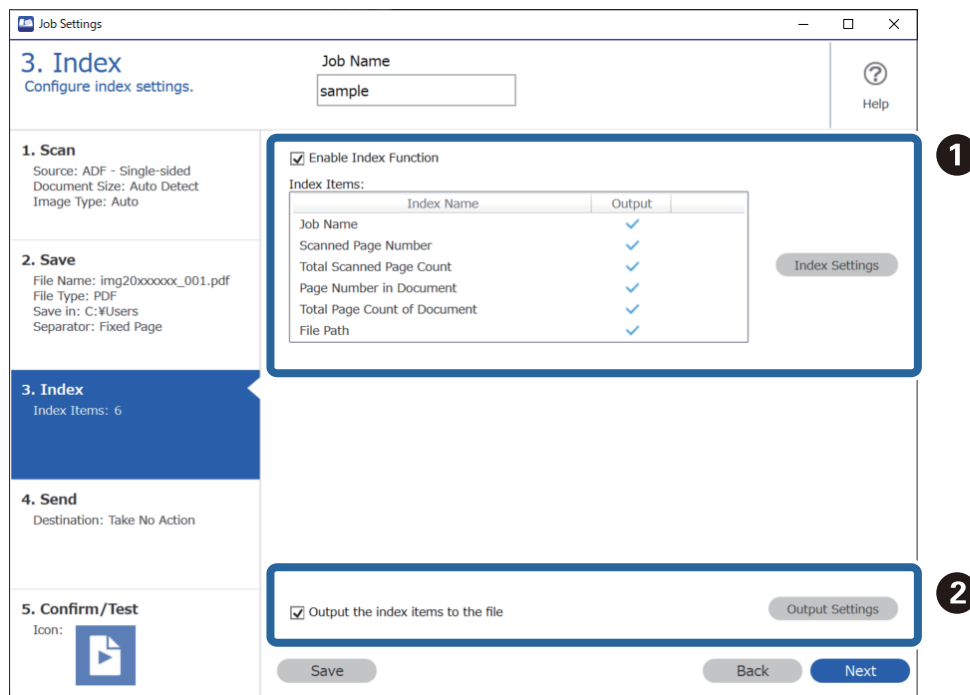 Job Settings
3. Index
Configure index settings.
Job Name
sample
Help
1. Scan
Source: ADF - Single-sided
Document Size: Auto Detect
Image Type: Auto
2. Save
File Name: img20xxxxxx_001.pdf
File Type: PDF
Save in: C:¥Users
Separator: Fixed Page
3. Index
Index Items: 6
4. Send
Destination: Take No Action
5. Confirm/Test
Icon:
Enable Index Function
Index Items:
Index Name Output
Job Name
Scanned Page Number
Total Scanned Page Count
Page Number in Document
Total Page Count of Document
File Path
Index Settings
1
Output the index items to the file
Output Settings
2
Save
Back
Next